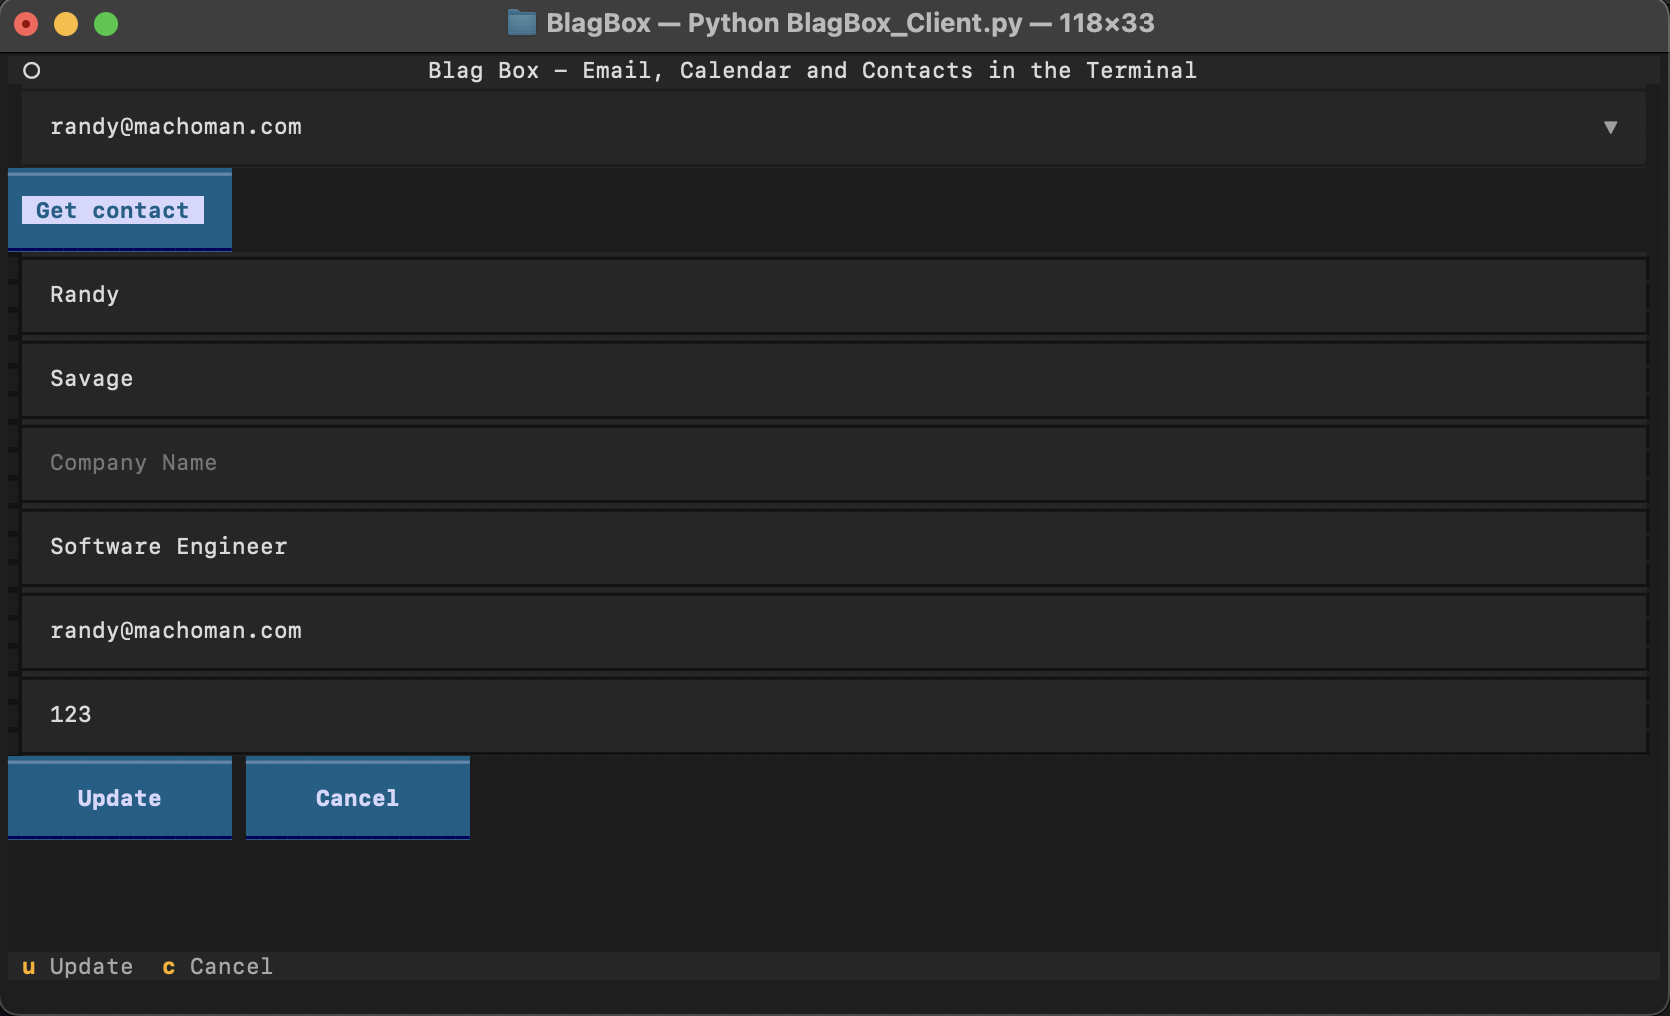 BlagBox — Python BlagBox_Client.py — 118×33
Blag Box – Email, Calendar and Contacts in the Terminal
randy@machoman.com ▼
Get contact
Randy
Savage
Company Name
Software Engineer
randy@machoman.com
123
Update Cancel
u Update c Cancel